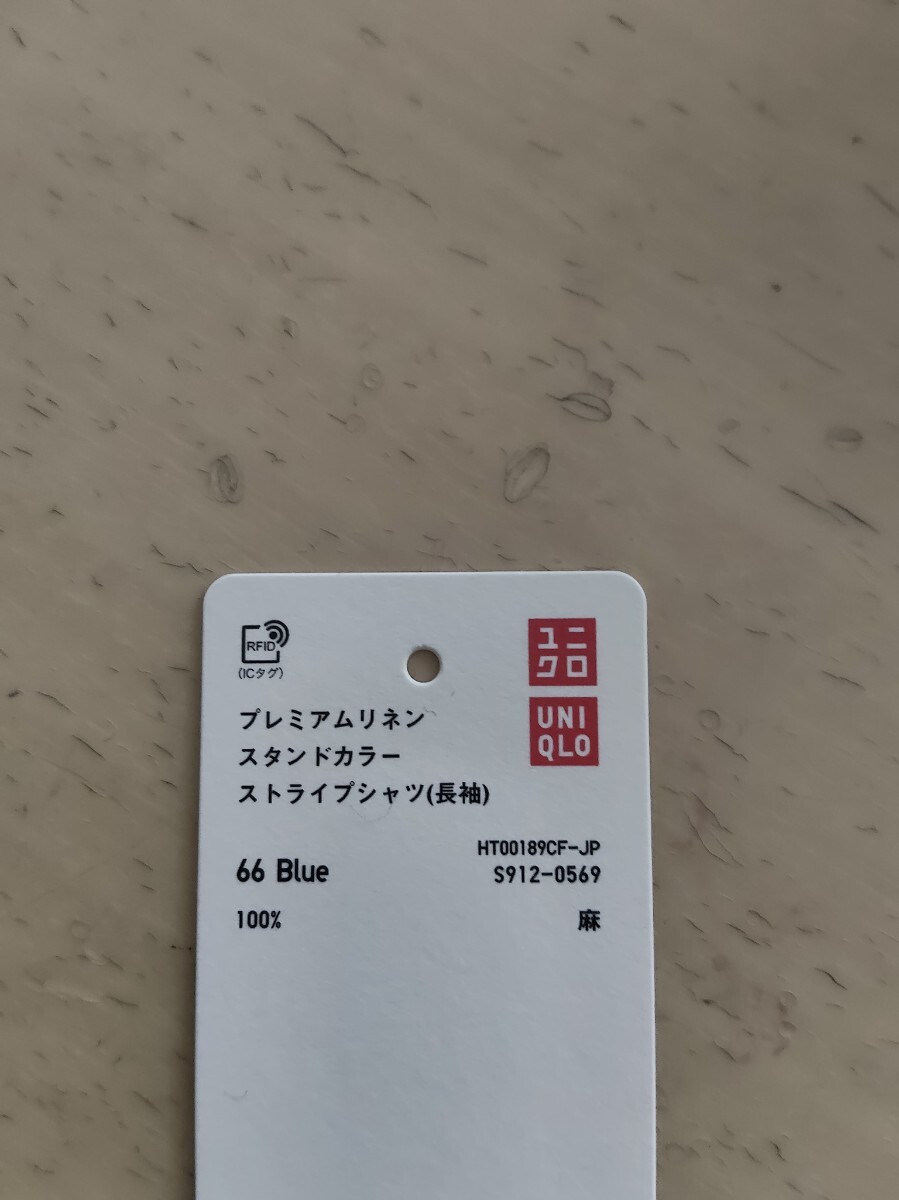 RFID
(ICタグ)
ユニ
クロ
UNI
QLO
プレミアムリネン
スタンドカラー
ストライプシャツ(長袖)
HT00189CF-JP
66 Blue
S912-0569
100% 麻